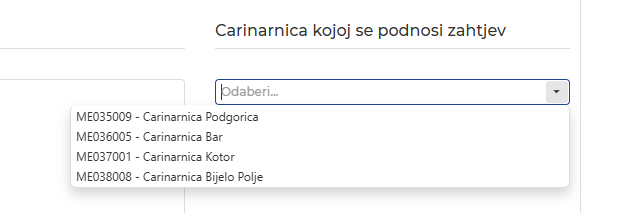 Carinarnica kojoj se podnosi zahtjev
Odaberi...
ME035009 - Carinarnica Podgorica
ME036005 - Carinarnica Bar
ME037001 - Carinarnica Kotor
ME038008 - Carinarnica Bijelo Polje